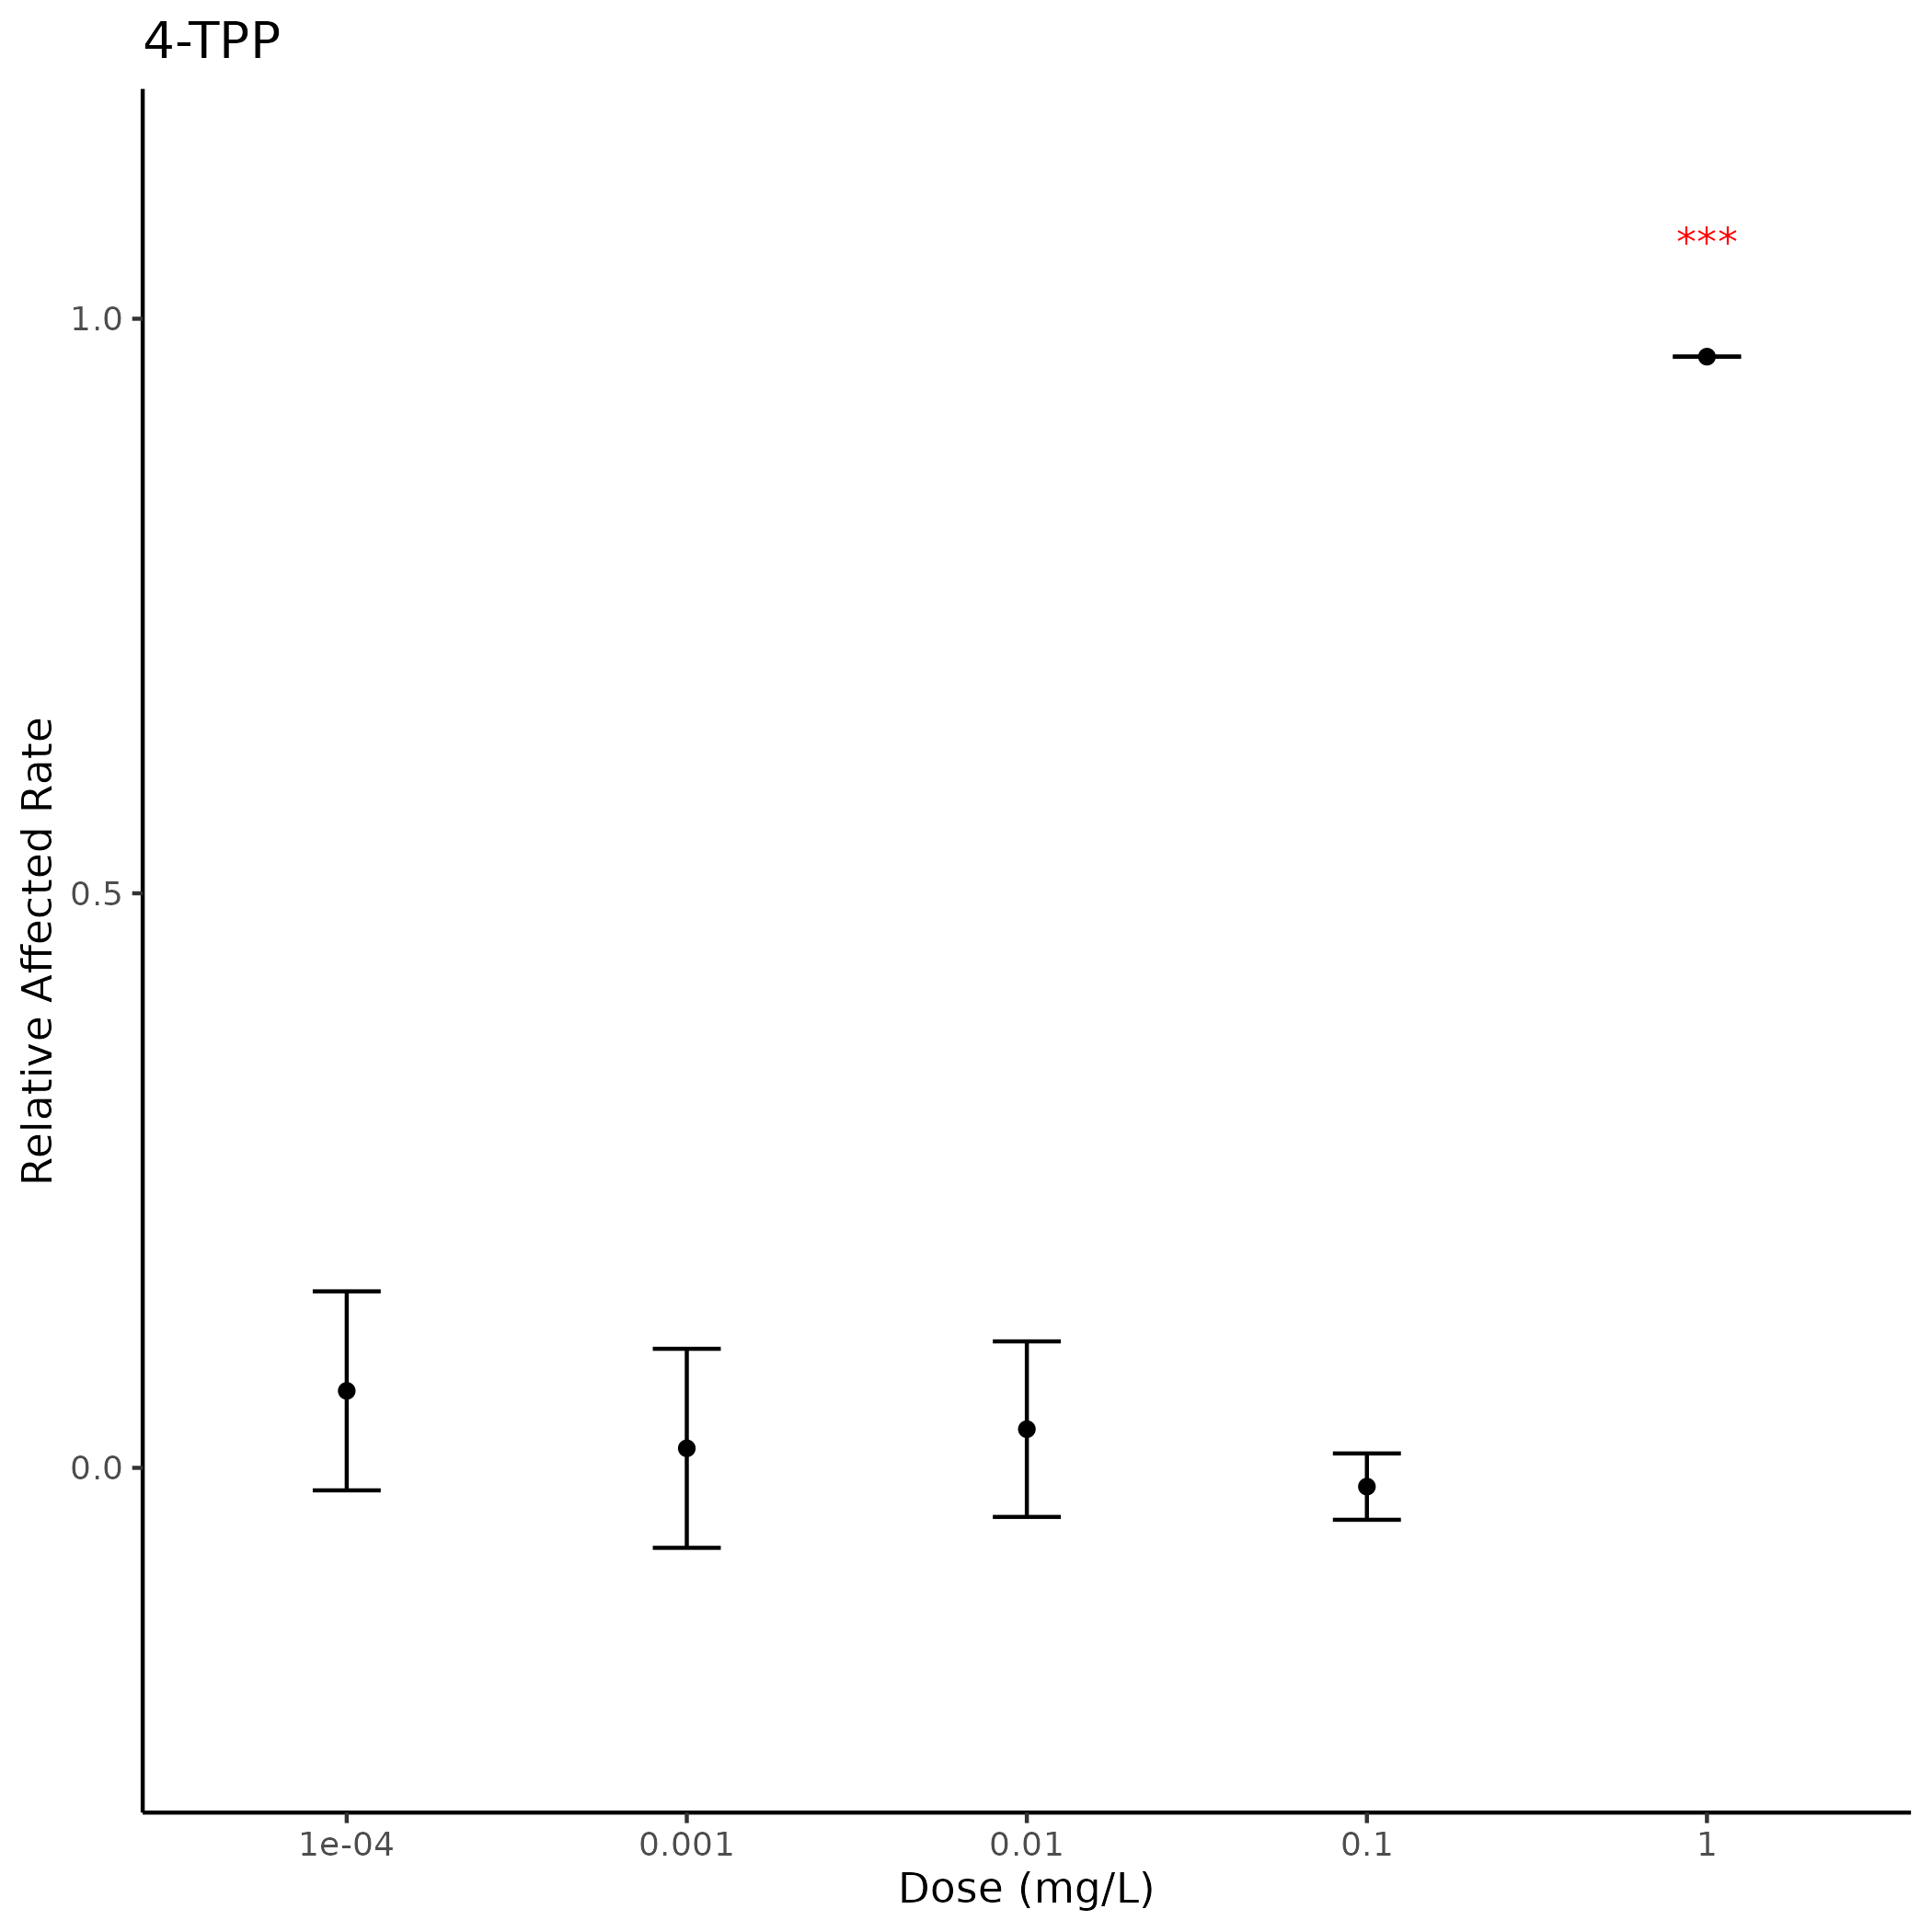 4-TPP
***
1.0
0.5
0.0
Relative Affected Rate
1e-04 0.001 0.01 0.1 1
Dose (mg/L)